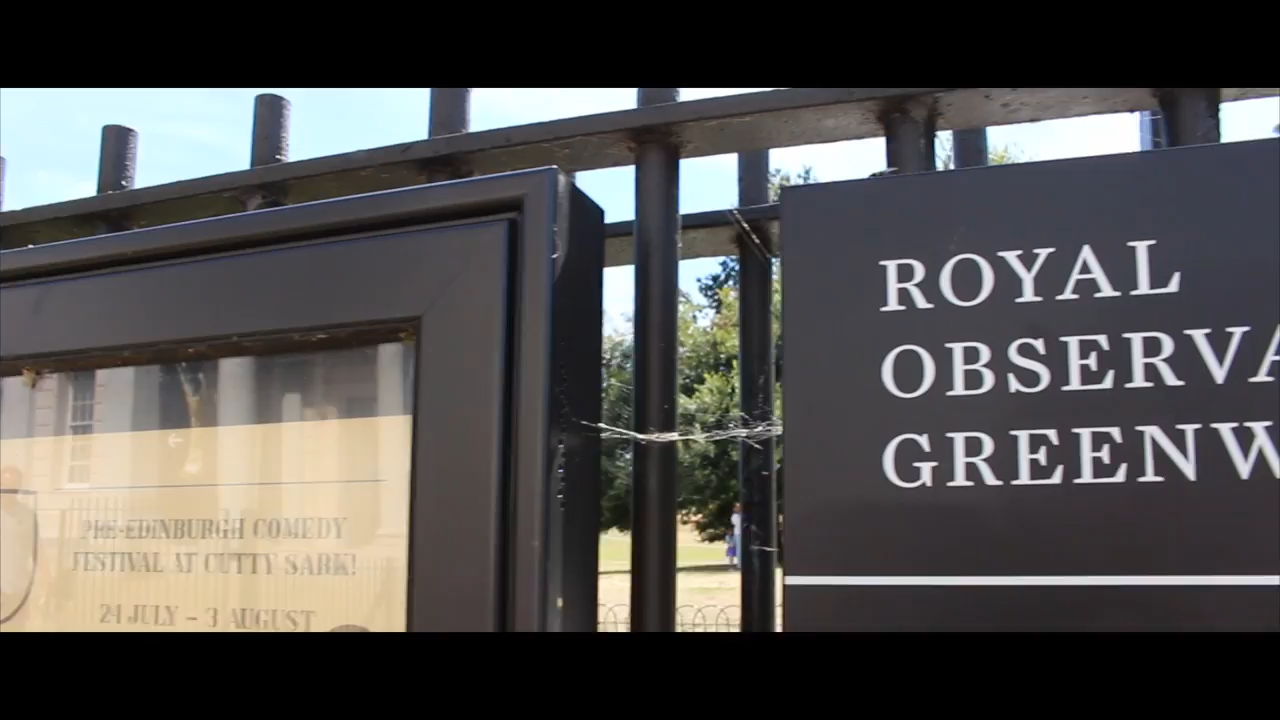 PRE-EDINBURGH COMEDY
FESTIVAL AT CUTTY SARK!
24 JULY – 3 AUGUST
ROYAL
OBSERVA
GREENW